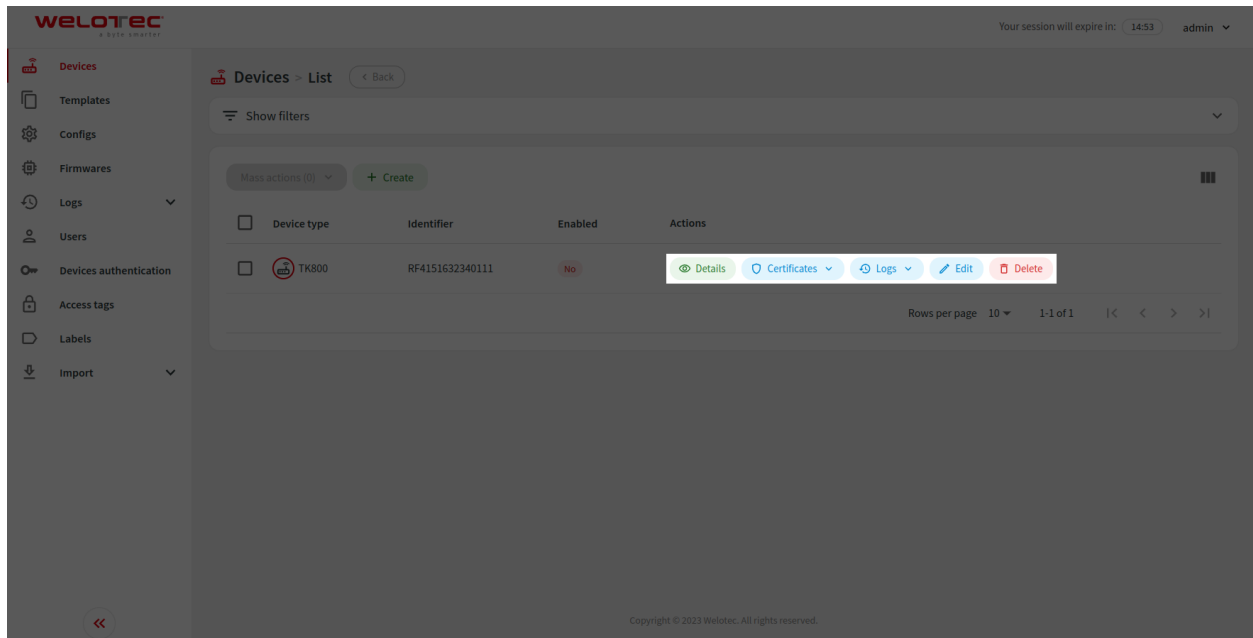 welotec
a byte smarter
Your session will expire in: 14:53 admin
Devices
Templates
Configs
Firmwares
Logs
Users
Devices authentication
Access tags
Labels
Import
Devices > List < Back
Show filters
Mass actions (0) + Create
Device type Identifier Enabled Actions
TK800 RF4151632340111 No Details Certificates Logs Edit Delete
Rows per page 10 1-1 of 1
Copyright © 2023 Welotec. All rights reserved.